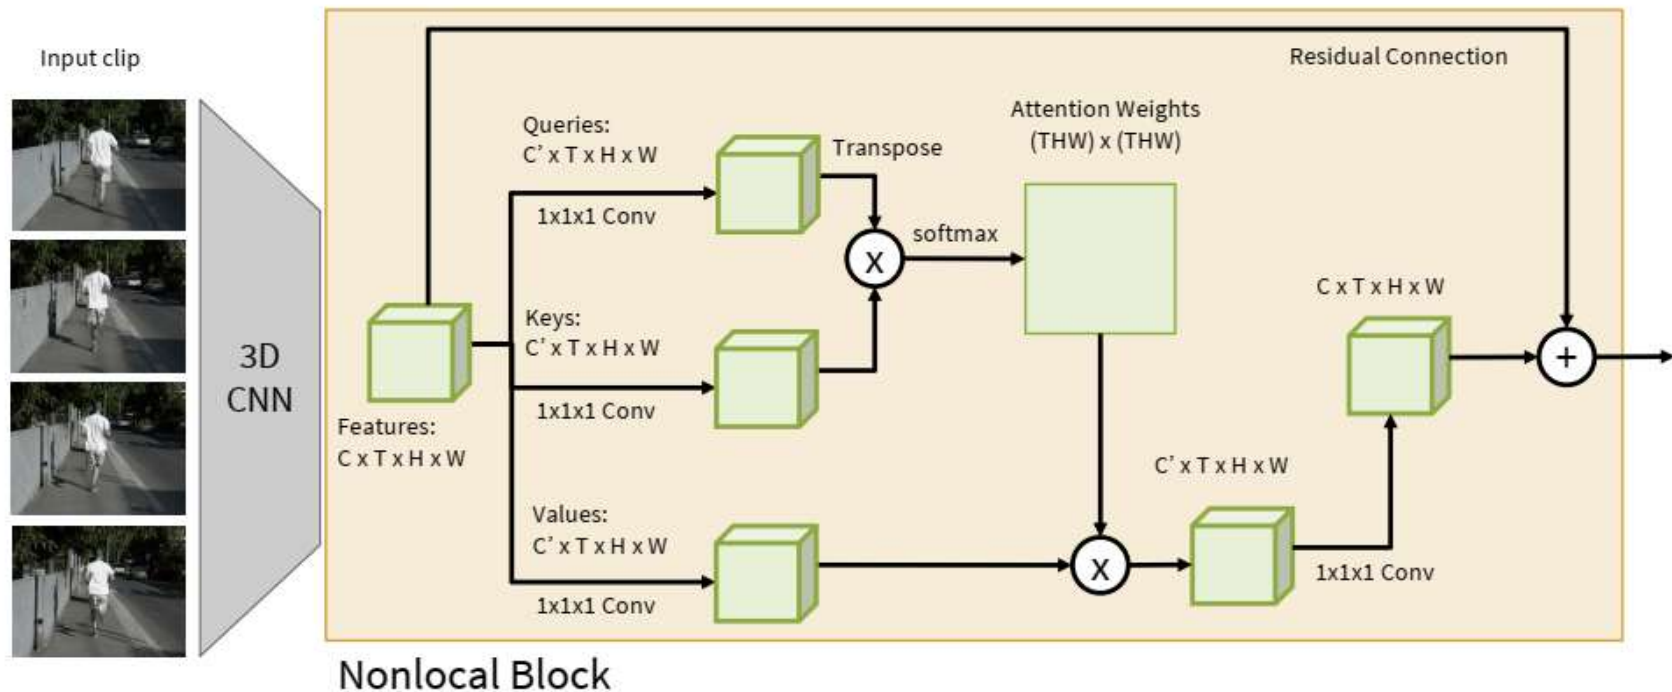 Input clip
3D
CNN
Residual Connection
Queries:
C' x T x H x W
1x1x1 Conv
Transpose
Attention Weights
(THW) x (THW)
x
softmax
Features:
C x T x H x W
Keys:
C' x T x H x W
1x1x1 Conv
Values:
C' x T x H x W
1x1x1 Conv
x
C' x T x H x W
1x1x1 Conv
C x T x H x W
+
Nonlocal Block